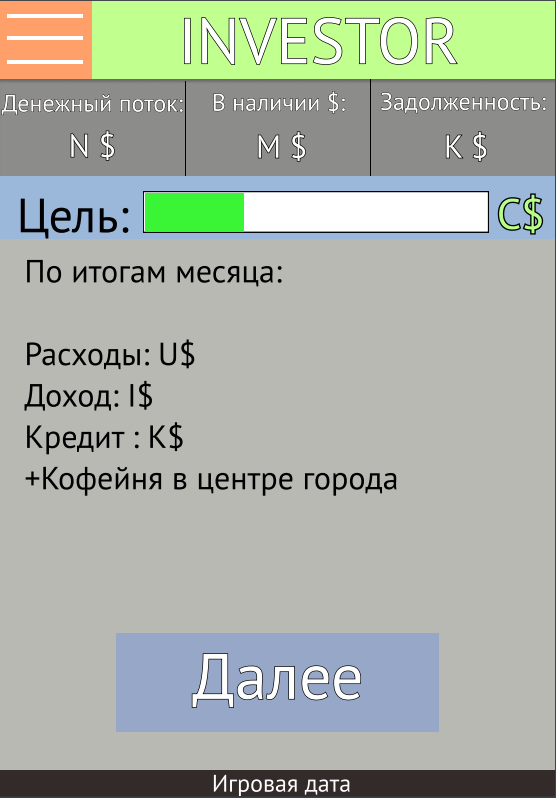 INVESTOR
Денежный поток:
В наличии $:
Задолженность:
N $
M $
K $
Цель:
C$
По итогам месяца:
Расходы: U$
Доход: I$
Кредит : K$
+Кофейня в центре города
Далее
Игровая дата